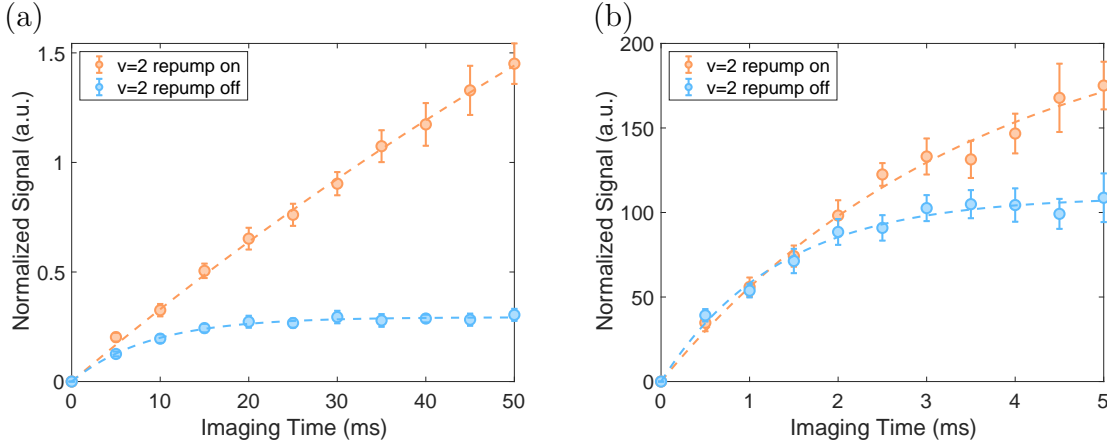 (a)
1.5
1
0.5
0
0
10
20
30
40
50
Normalized Signal (a.u.)
Imaging Time (ms)
v=2 repump on
v=2 repump off
(b)
200
150
100
50
0
0
1
2
3
4
5
Normalized Signal (a.u.)
Imaging Time (ms)
v=2 repump on
v=2 repump off